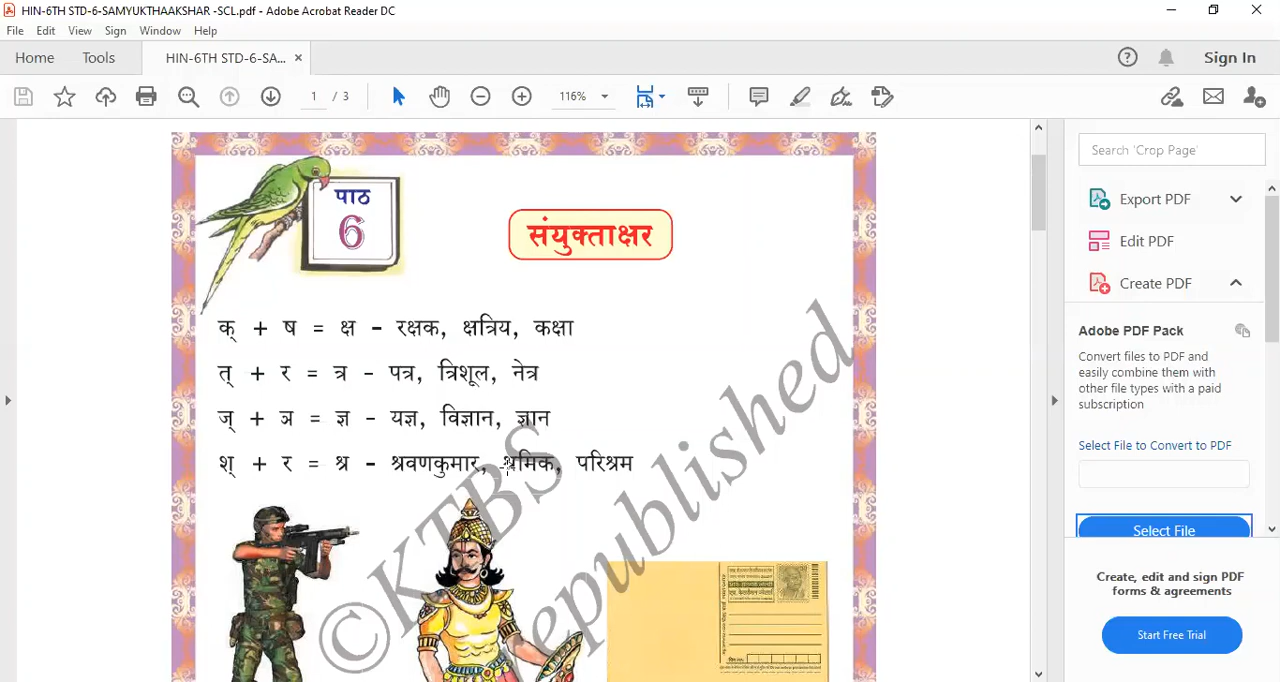 HIN-6TH STD-6-SAMYUKTHAAKSHAR -SCL.pdf - Adobe Acrobat Reader DC
File Edit View Sign Window Help
Home Tools HIN-6TH STD-6-SA... ×
Sign In
1 / 3 116%
पाठ
6
संयुक्ताक्षर
क् + ष = क्ष - रक्षक, क्षत्रिय, कक्षा
त् + र = त्र - पत्र, त्रिशूल, नेत्र
ज् + ञ = ज्ञ - यज्ञ, विज्ञान, ज्ञान
श् + र = श्र - श्रवणकुमार, श्रमिक, परिश्रम
© KTBS
republished
Search 'Crop Page'
Export PDF
Edit PDF
Create PDF
Adobe PDF Pack
Convert files to PDF and
easily combine them with
other file types with a paid
subscription
Select File to Convert to PDF
Select File
Create, edit and sign PDF
forms & agreements
Start Free Trial